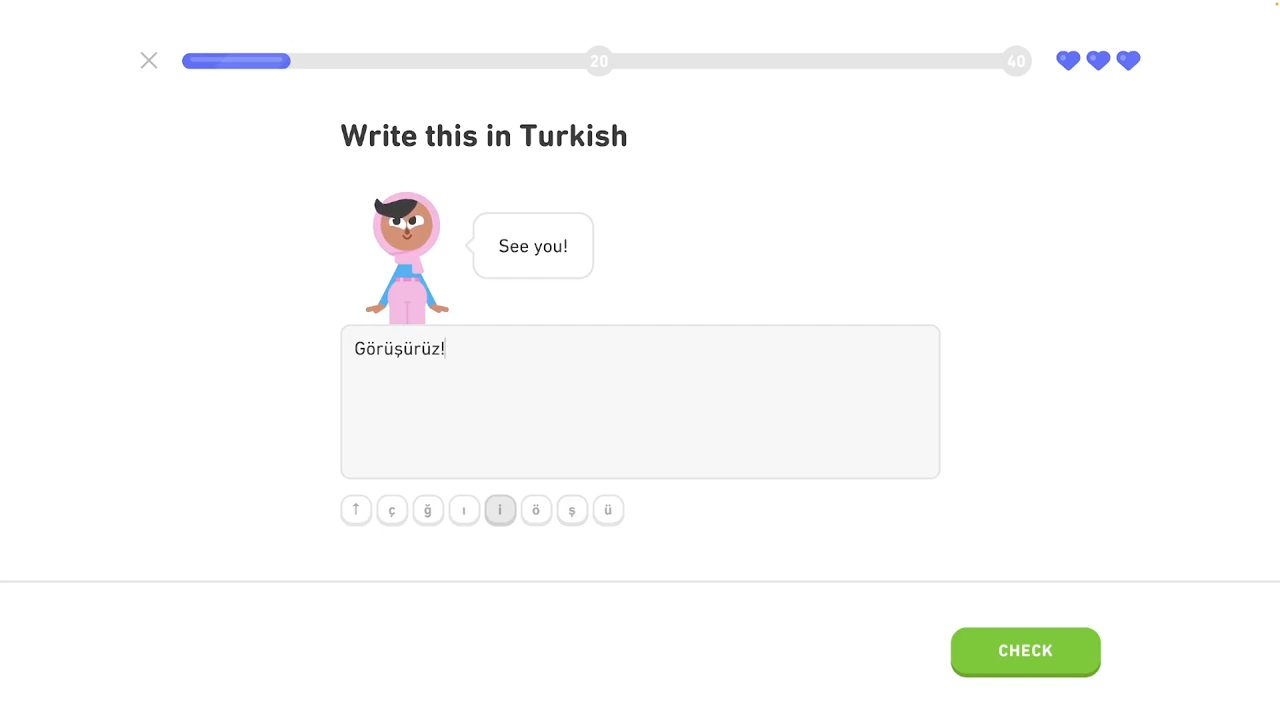 20
40
Write this in Turkish
See you!
Görüşürüz!
↑ ç ğ ı i ö ş ü
CHECK